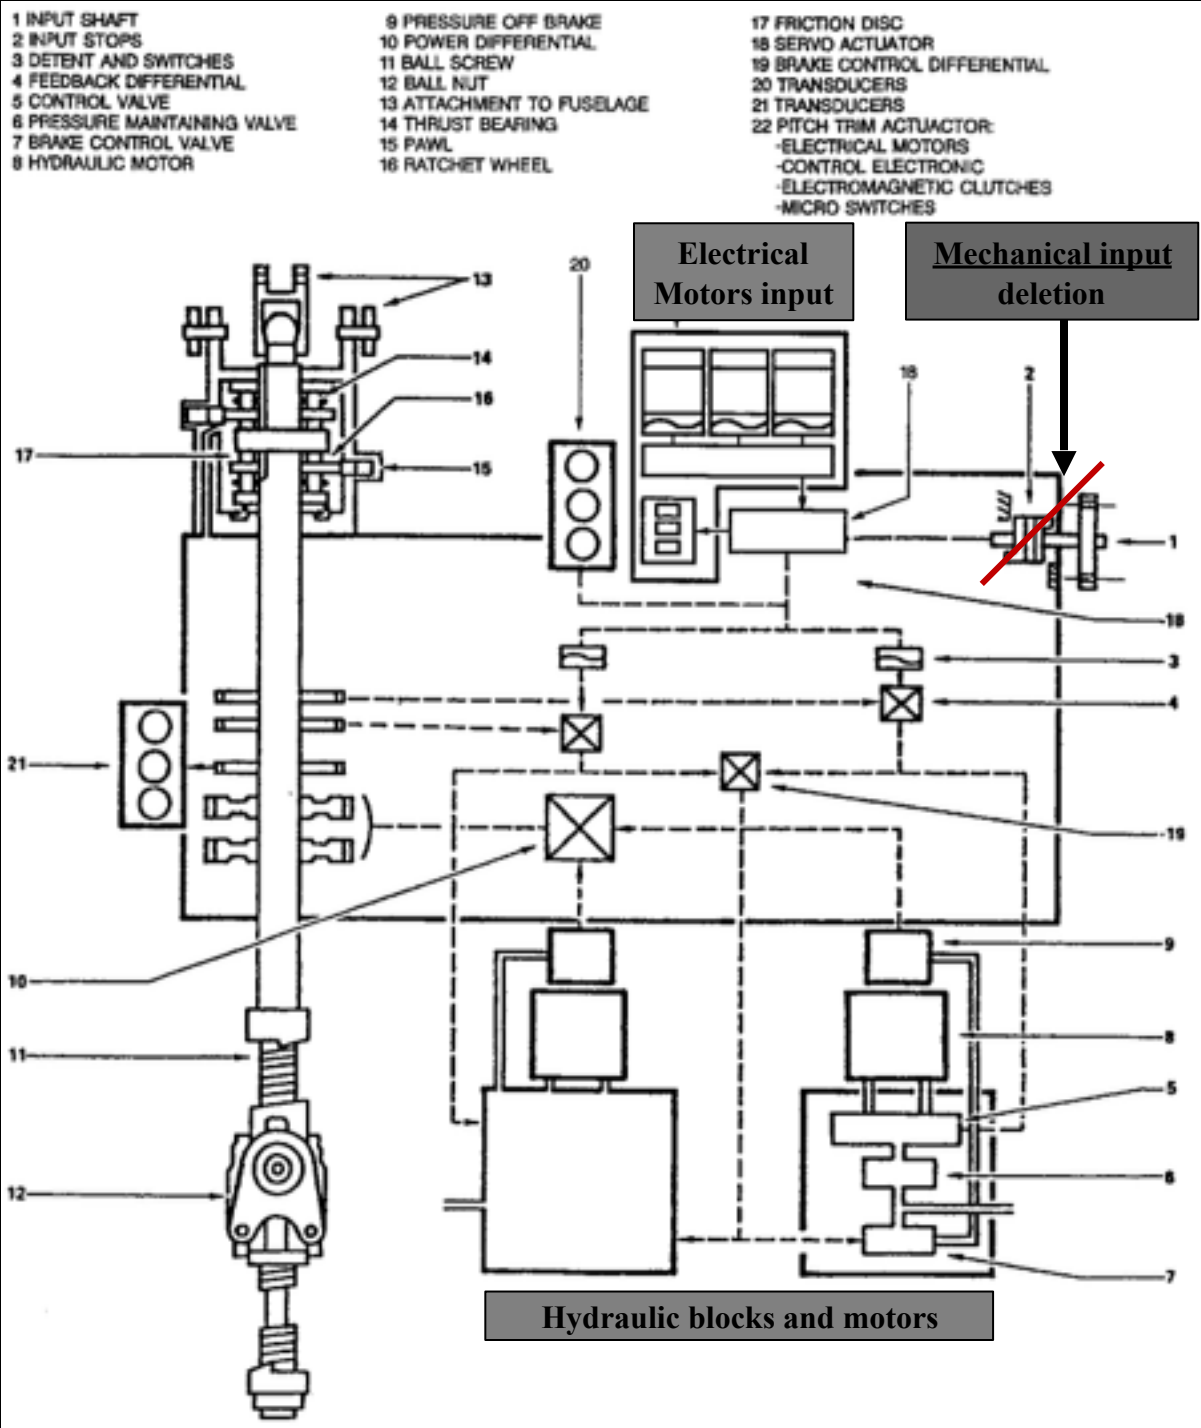 1 INPUT SHAFT
2 INPUT STOPS
3 DETENT AND SWITCHES
4 FEEDBACK DIFFERENTIAL
5 CONTROL VALVE
6 PRESSURE MAINTAINING VALVE
7 BRAKE CONTROL VALVE
8 HYDRAULIC MOTOR
9 PRESSURE OFF BRAKE
10 POWER DIFFERENTIAL
11 BALL SCREW
12 BALL NUT
13 ATTACHMENT TO FUSELAGE
14 THRUST BEARING
15 PAWL
16 RATCHET WHEEL
17 FRICTION DISC
18 SERVO ACTUATOR
19 BRAKE CONTROL DIFFERENTIAL
20 TRANSDUCERS
21 TRANSDUCERS
22 PITCH TRIM ACTUACTOR:
-ELECTRICAL MOTORS
-CONTROL ELECTRONIC
-ELECTROMAGNETIC CLUTCHES
-MICRO SWITCHES
Electrical
Motors input
Mechanical input
deletion
20
13
14
18
2
16
17
15
1
18
3
4
21
19
9
10
8
11
5
6
12
7
Hydraulic blocks and motors